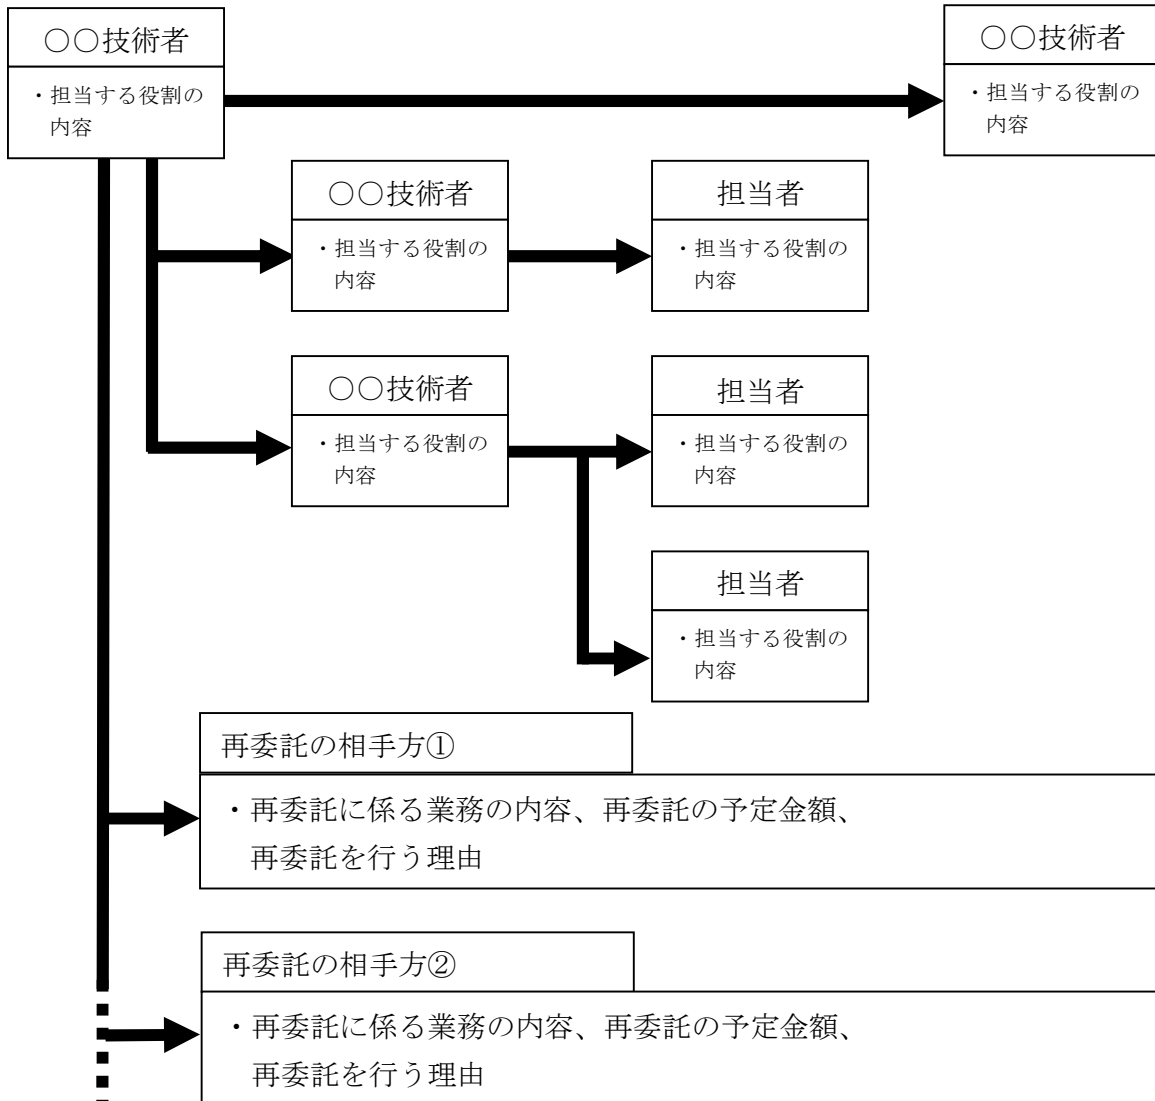 ○○技術者
・担当する役割の
内容
○○技術者
・担当する役割の
内容
○○技術者
・担当する役割の
内容
担当者
・担当する役割の
内容
○○技術者
・担当する役割の
内容
担当者
・担当する役割の
内容
担当者
・担当する役割の
内容
再委託の相手方①
・再委託に係る業務の内容、再委託の予定金額、
再委託を行う理由
再委託の相手方②
・再委託に係る業務の内容、再委託の予定金額、
再委託を行う理由